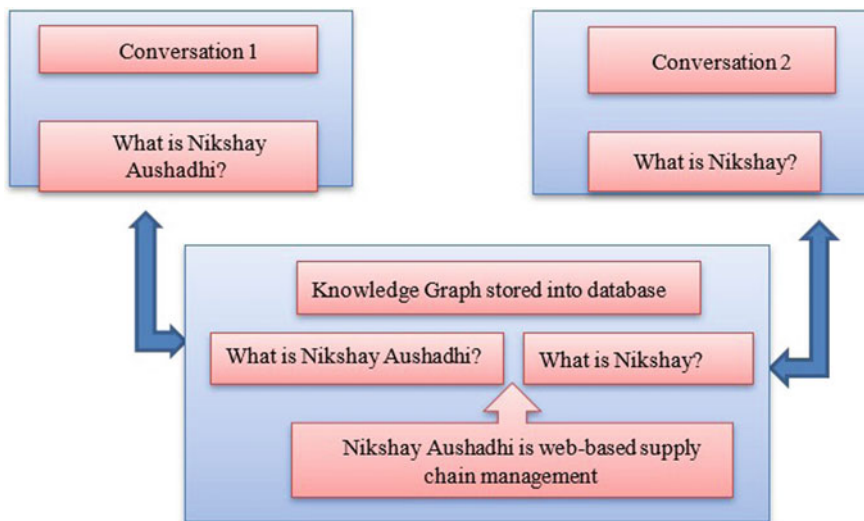 Conversation 1
What is Nikshay
Aushadhi?
Conversation 2
What is Nikshay?
Knowledge Graph stored into database
What is Nikshay Aushadhi?
What is Nikshay?
Nikshay Aushadhi is web-based supply
chain management